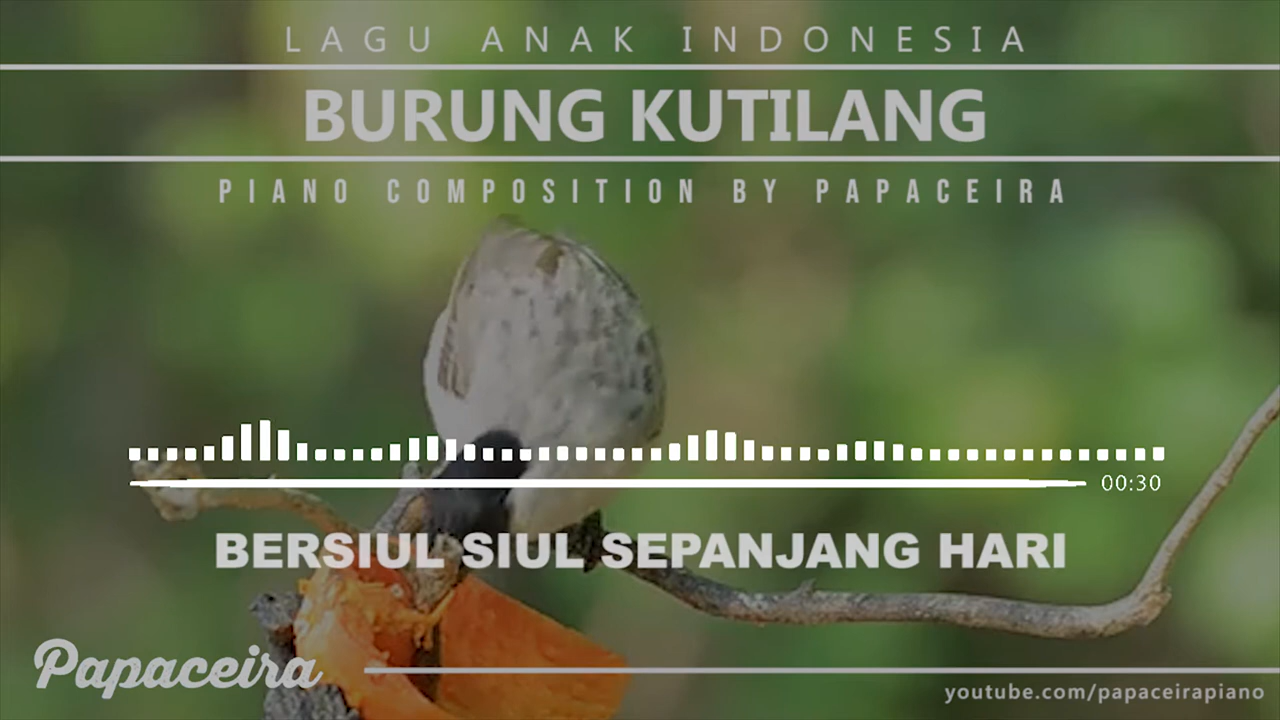 LAGU ANAK INDONESIA
BURUNG KUTILANG
PIANO COMPOSITION BY PAPACEIRA
00:30
BERSIUL SIUL SEPANJANG HARI
Papaceira
youtube.com/papaceirapiano